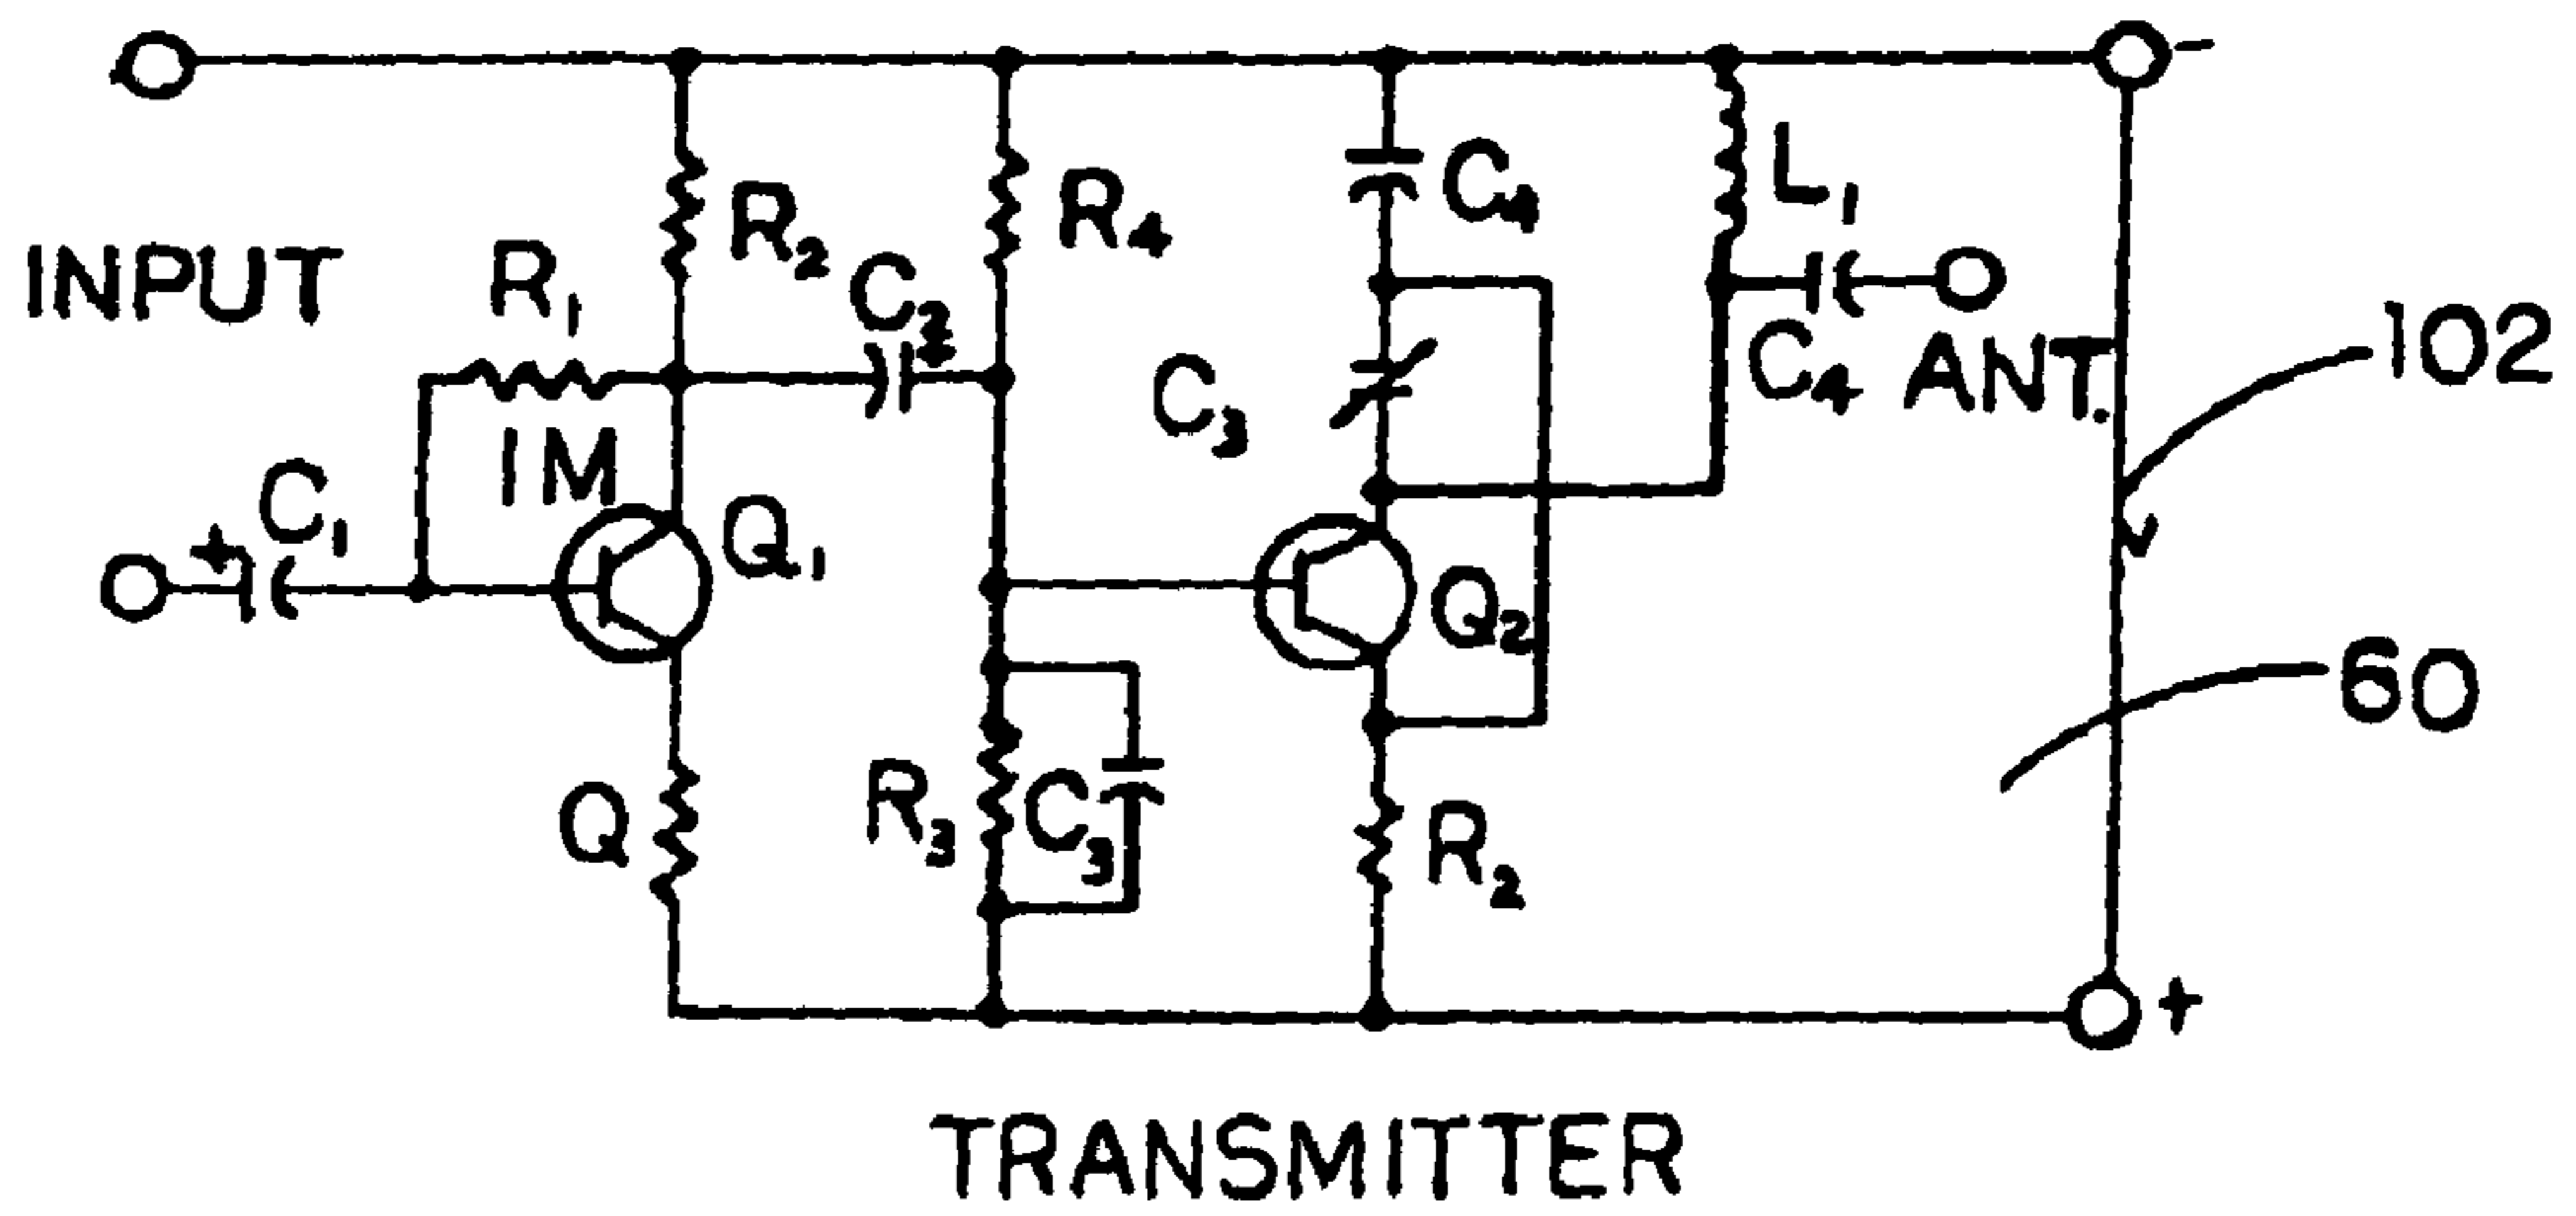 -
C₄
L₁
R₂
R₄
INPUT
R₁
C₂
102
C₃
C₄ ANT.
1M
C₁
+
Q₁
Q₂
60
Q
R₃
C₃
R₂
+
TRANSMITTER